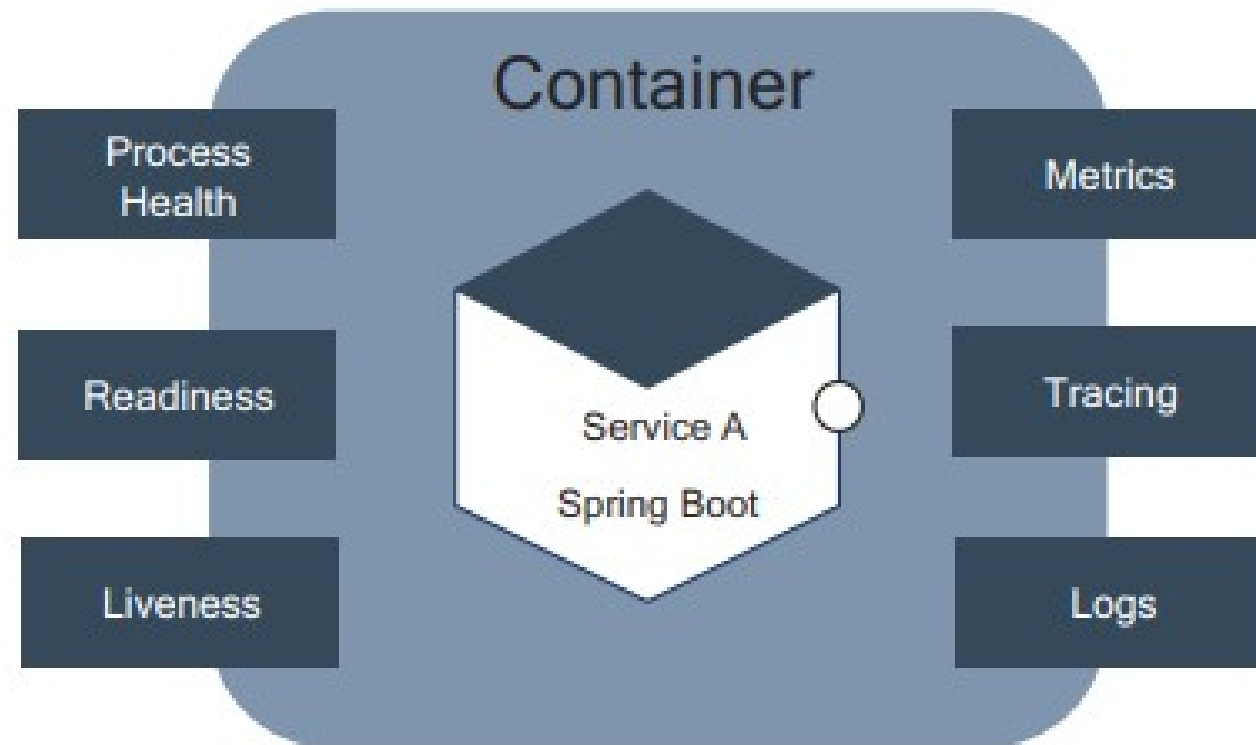 Container
Process
Health
Metrics
Readiness
Tracing
Service A
Spring Boot
Liveness
Logs